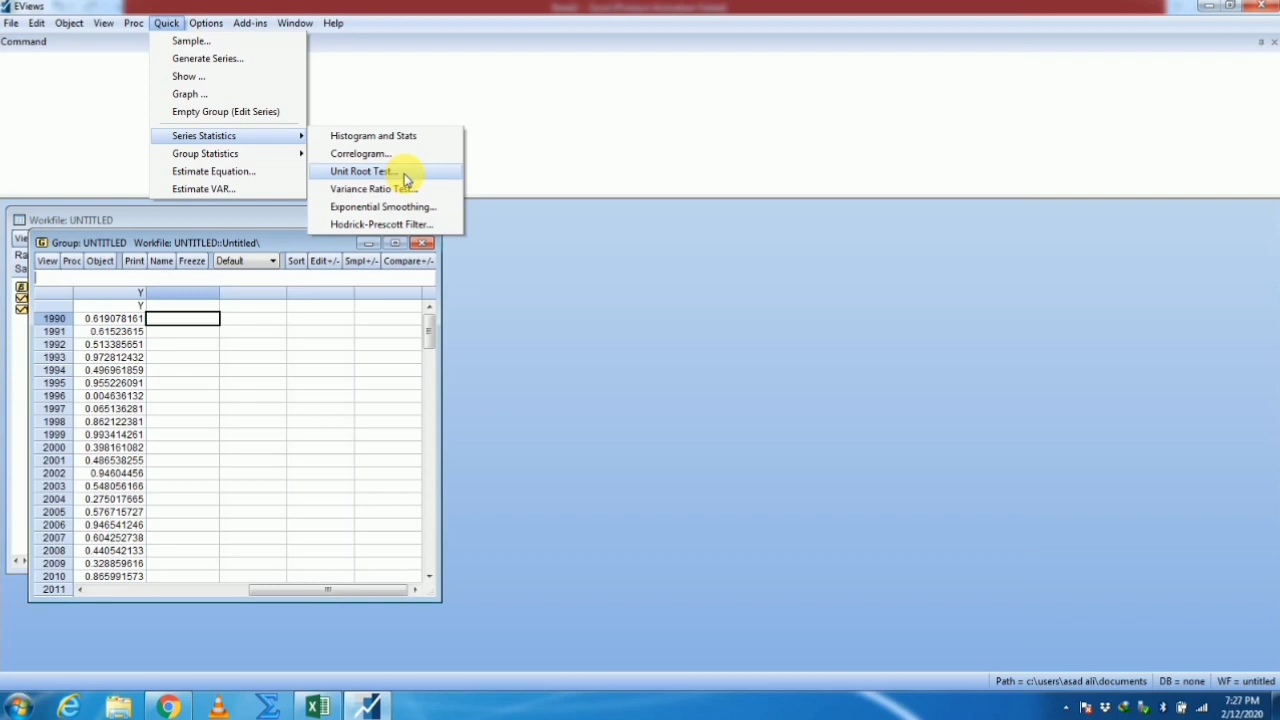 EViews
File Edit Object View Proc Quick Options Add-ins Window Help
Command
Sample...
Generate Series...
Show ...
Graph ...
Empty Group (Edit Series)
Series Statistics
Group Statistics
Estimate Equation...
Estimate VAR...
Histogram and Stats
Correlogram...
Unit Root Test...
Variance Ratio Test...
Exponential Smoothing...
Hodrick-Prescott Filter...
Workfile: UNTITLED
Group: UNTITLED Workfile: UNTITLED::Untitled\
View Proc Object Print Name Freeze Default Sort Edit+/- Smpl+/- Compare+/-
Y
Y
1990 0.619078161
1991 0.61523615
1992 0.513385651
1993 0.972812432
1994 0.496961859
1995 0.955226091
1996 0.004636132
1997 0.065136281
1998 0.862122381
1999 0.993414261
2000 0.398161082
2001 0.486538255
2002 0.94604456
2003 0.548056166
2004 0.275017665
2005 0.576715727
2006 0.946541246
2007 0.604252738
2008 0.440542133
2009 0.328859616
2010 0.865991573
2011
Path = c:\users\asad ali\documents DB = none WF = untitled
7:27 PM
2/12/2020